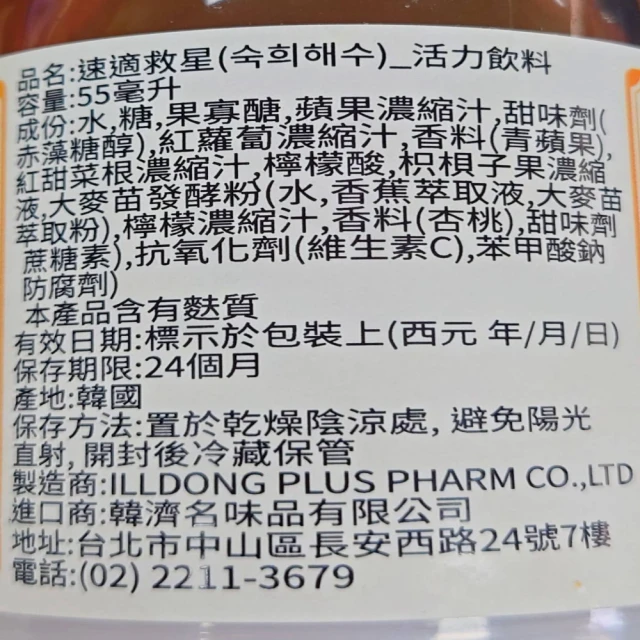 品名:速適救星(숙희해수)_活力飲料
容量:55毫升
成份:水,糖,果寡醣,蘋果濃縮汁,甜味劑(
赤藻糖醇),紅蘿蔔濃縮汁,香料(青蘋果),
紅甜菜根濃縮汁,檸檬酸,枳椇子果濃縮
液,大麥苗發酵粉(水,香蕉萃取液,大麥苗
萃取粉),檸檬濃縮汁,香料(杏桃),甜味劑
蔗糖素),抗氧化劑(維生素C),苯甲酸鈉
防腐劑)
本產品含有麩質
有效日期:標示於包裝上(西元 年/月/日)
保存期限:24個月
產地:韓國
保存方法:置於乾燥陰涼處, 避免陽光
直射, 開封後冷藏保管
製造商:ILLDONG PLUS PHARM CO.,LTD
進口商:韓濟名味品有限公司
地址:台北市中山區長安西路24號7樓
電話:(02) 2211-3679